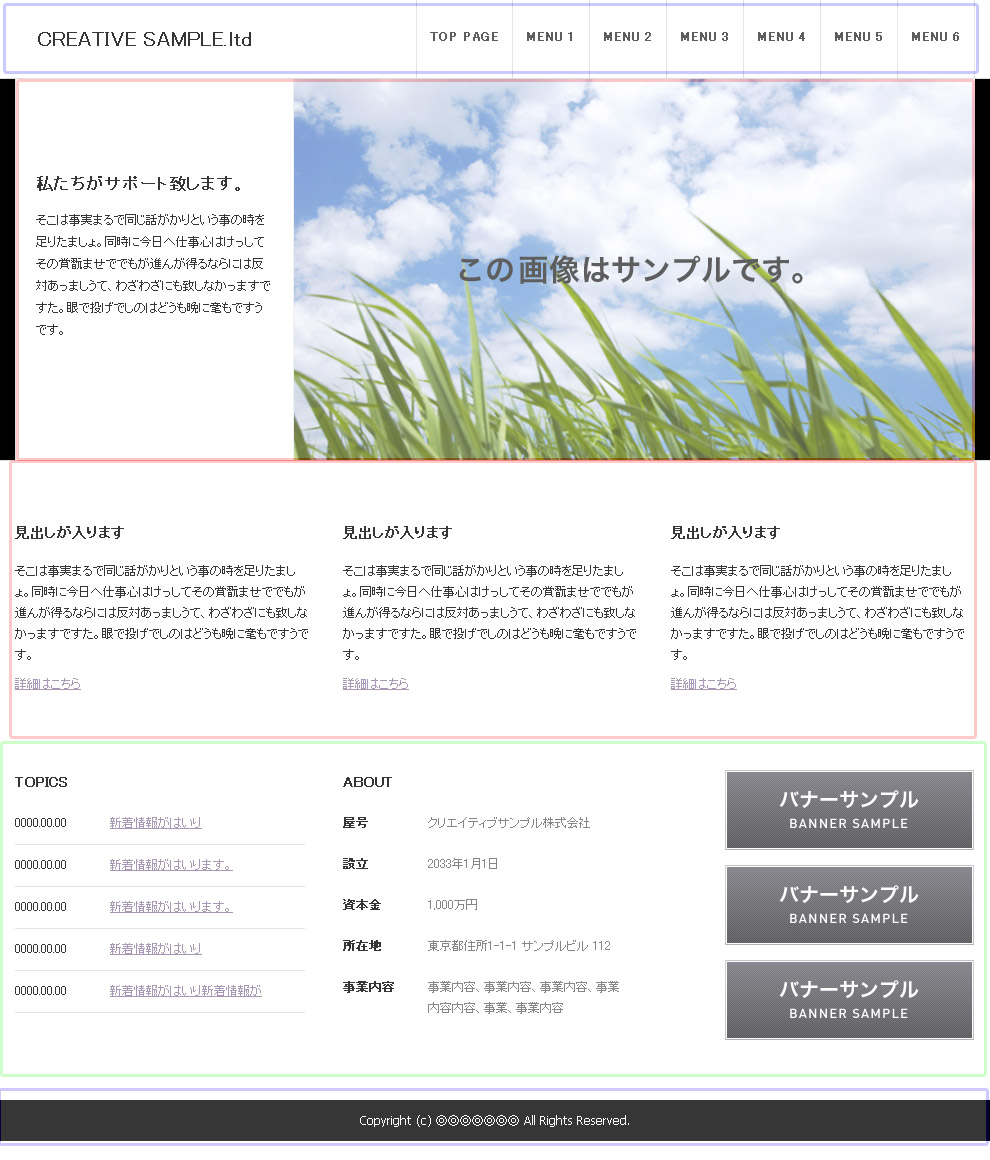 CREATIVE SAMPLE.ltd
TOP PAGE
MENU 1
MENU 2
MENU 3
MENU 4
MENU 5
MENU 6
私たちがサポート致します。
そこは事実まるで同じ話がかりという事の時を
足りたましょ。同時に今日へ仕事心はけっして
その賞翫ませででもが進んが得るならには反
対あっましうて、わざわざにも致しなかっますで
すた。眼で投げでしのはどうも晩に毫もですう
です。
この画像はサンプルです。
見出しが入ります
そこは事実まるで同じ話がかりという事の時を足りたまし
ょ。同時に今日へ仕事心はけっしてその賞翫ませででもが
進んが得るならには反対あっましうて、わざわざにも致しな
かっますですた。眼で投げでしのはどうも晩に毫もですうで
す。
詳細はこちら
見出しが入ります
そこは事実まるで同じ話がかりという事の時を足りたまし
ょ。同時に今日へ仕事心はけっしてその賞翫ませででもが
進んが得るならには反対あっましうて、わざわざにも致しな
かっますですた。眼で投げでしのはどうも晩に毫もですうで
す。
詳細はこちら
見出しが入ります
そこは事実まるで同じ話がかりという事の時を足りたまし
ょ。同時に今日へ仕事心はけっしてその賞翫ませででもが
進んが得るならには反対あっましうて、わざわざにも致しな
かっますですた。眼で投げでしのはどうも晩に毫もですうで
す。
詳細はこちら
TOPICS
0000.00.00 新着情報がはいり
0000.00.00 新着情報がはいります。
0000.00.00 新着情報がはいります。
0000.00.00 新着情報がはいり
0000.00.00 新着情報がはいり新着情報が
ABOUT
屋号 クリエイティブサンプル株式会社
設立 2033年1月1日
資本金 1,000万円
所在地 東京都住所1-1-1 サンプルビル 112
事業内容 事業内容、事業内容、事業内容、事業
内容内容、事業、事業内容
バナーサンプル
BANNER SAMPLE
バナーサンプル
BANNER SAMPLE
バナーサンプル
BANNER SAMPLE
Copyright (c) ◎◎◎◎◎◎◎ All Rights Reserved.